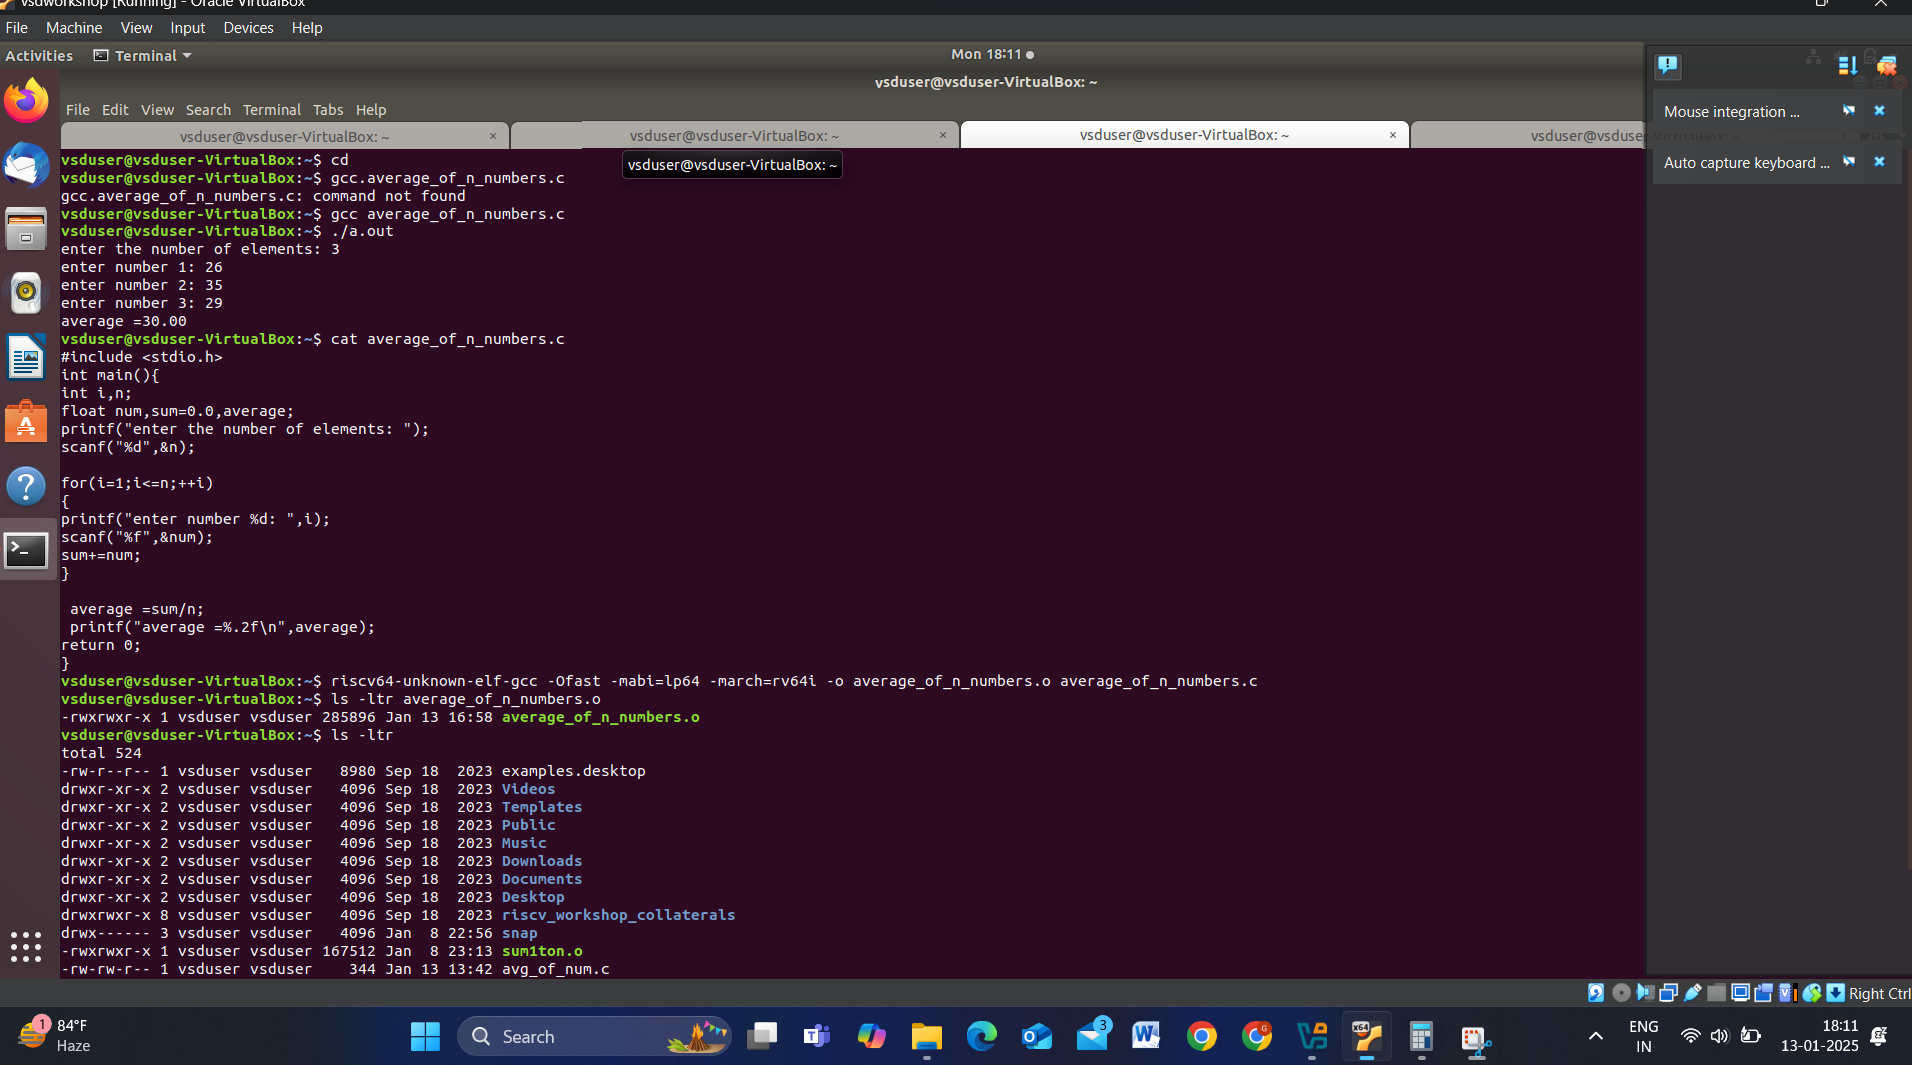 vsdworkshop [Running] - Oracle VirtualBox
File Machine View Input Devices Help
Activities Terminal Mon 18:11
vsduser@vsduser-VirtualBox: ~
File Edit View Search Terminal Tabs Help
vsduser@vsduser-VirtualBox: ~ × vsduser@vsduser-VirtualBox: ~ × vsduser@vsduser-VirtualBox: ~ × vsduser@vsduser-VirtualBox: ~
vsduser@vsduser-VirtualBox: ~
Mouse integration ...
Auto capture keyboard ...
vsduser@vsduser-VirtualBox:~$ cd
vsduser@vsduser-VirtualBox:~$ gcc.average_of_n_numbers.c
gcc.average_of_n_numbers.c: command not found
vsduser@vsduser-VirtualBox:~$ gcc average_of_n_numbers.c
vsduser@vsduser-VirtualBox:~$ ./a.out
enter the number of elements: 3
enter number 1: 26
enter number 2: 35
enter number 3: 29
average =30.00
vsduser@vsduser-VirtualBox:~$ cat average_of_n_numbers.c
#include <stdio.h>
int main(){
int i,n;
float num,sum=0.0,average;
printf("enter the number of elements: ");
scanf("%d",&n);
for(i=1;i<=n;++i)
{
printf("enter number %d: ",i);
scanf("%f",&num);
sum+=num;
}
average =sum/n;
printf("average =%.2f\n",average);
return 0;
}
vsduser@vsduser-VirtualBox:~$ riscv64-unknown-elf-gcc -Ofast -mabi=lp64 -march=rv64i -o average_of_n_numbers.o average_of_n_numbers.c
vsduser@vsduser-VirtualBox:~$ ls -ltr average_of_n_numbers.o
-rwxrwxr-x 1 vsduser vsduser 285896 Jan 13 16:58 average_of_n_numbers.o
vsduser@vsduser-VirtualBox:~$ ls -ltr
total 524
-rw-r--r-- 1 vsduser vsduser 8980 Sep 18 2023 examples.desktop
drwxr-xr-x 2 vsduser vsduser 4096 Sep 18 2023 Videos
drwxr-xr-x 2 vsduser vsduser 4096 Sep 18 2023 Templates
drwxr-xr-x 2 vsduser vsduser 4096 Sep 18 2023 Public
drwxr-xr-x 2 vsduser vsduser 4096 Sep 18 2023 Music
drwxr-xr-x 2 vsduser vsduser 4096 Sep 18 2023 Downloads
drwxr-xr-x 2 vsduser vsduser 4096 Sep 18 2023 Documents
drwxr-xr-x 2 vsduser vsduser 4096 Sep 18 2023 Desktop
drwxrwxr-x 8 vsduser vsduser 4096 Sep 18 2023 riscv_workshop_collaterals
drwx------ 3 vsduser vsduser 4096 Jan 8 22:56 snap
-rwxrwxr-x 1 vsduser vsduser 167512 Jan 8 23:13 sum1ton.o
-rw-rw-r-- 1 vsduser vsduser 344 Jan 13 13:42 avg_of_num.c
Right Ctrl
1 84°F
Haze
Search
3
G
x64
ENG
IN
18:11
13-01-2025